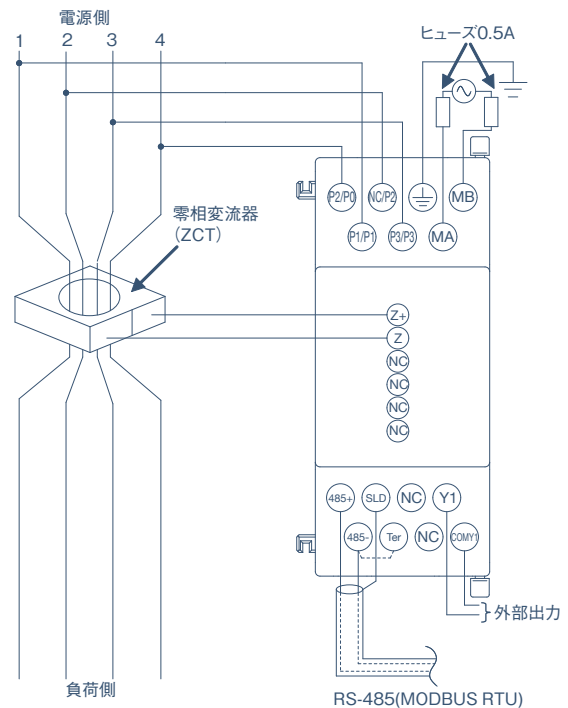 電源側
1 2 3 4
ヒューズ0.5A
P2/P0 NC/P2 MB
P1/P1 P3/P3 MA
零相変流器
(ZCT)
Z+
Z
NC
NC
NC
NC
485+ SLD NC Y1
485- Ter NC COMY1
外部出力
負荷側
RS-485(MODBUS RTU)